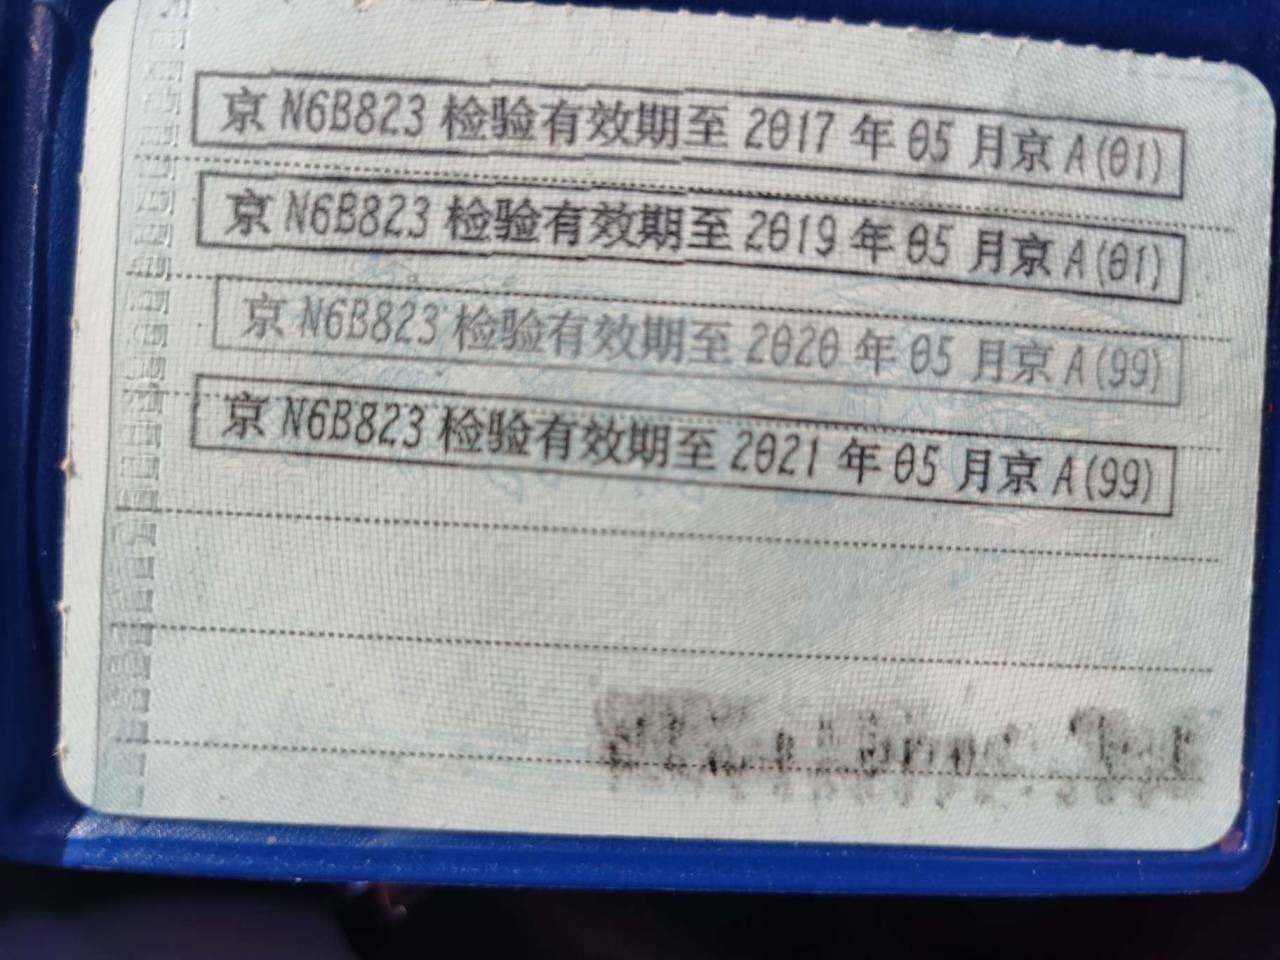 京 N6B823 检验有效期至 2017 年 05 月京 A(01)
京 N6B823 检验有效期至 2019 年 05 月京 A(01)
京 N6B823 检验有效期至 2020 年 05 月京 A(99)
京 N6B823 检验有效期至 2021 年 05 月京 A(99)